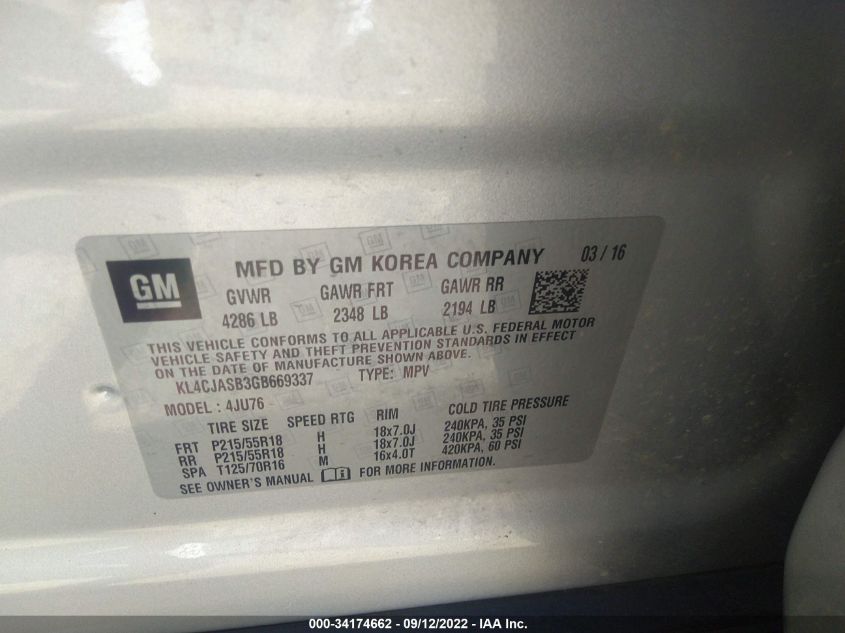 GM
MFD BY GM KOREA COMPANY 03 / 16
GVWR GAWR FRT GAWR RR
4286 LB 2348 LB 2194 LB
THIS VEHICLE CONFORMS TO ALL APPLICABLE U.S. FEDERAL MOTOR
VEHICLE SAFETY AND THEFT PREVENTION STANDARDS IN EFFECT
ON THE DATE OF MANUFACTURE SHOWN ABOVE.
KL4CJASB3GB669337 TYPE: MPV
MODEL : 4JU76
TIRE SIZE SPEED RTG RIM COLD TIRE PRESSURE
FRT P215/55R18 H 18x7.0J 240KPA, 35 PSI
RR P215/55R18 H 18x7.0J 240KPA, 35 PSI
SPA T125/70R16 M 16x4.0T 420KPA, 60 PSI
SEE OWNER'S MANUAL FOR MORE INFORMATION.
000-34174662 - 09/12/2022 - IAA Inc.